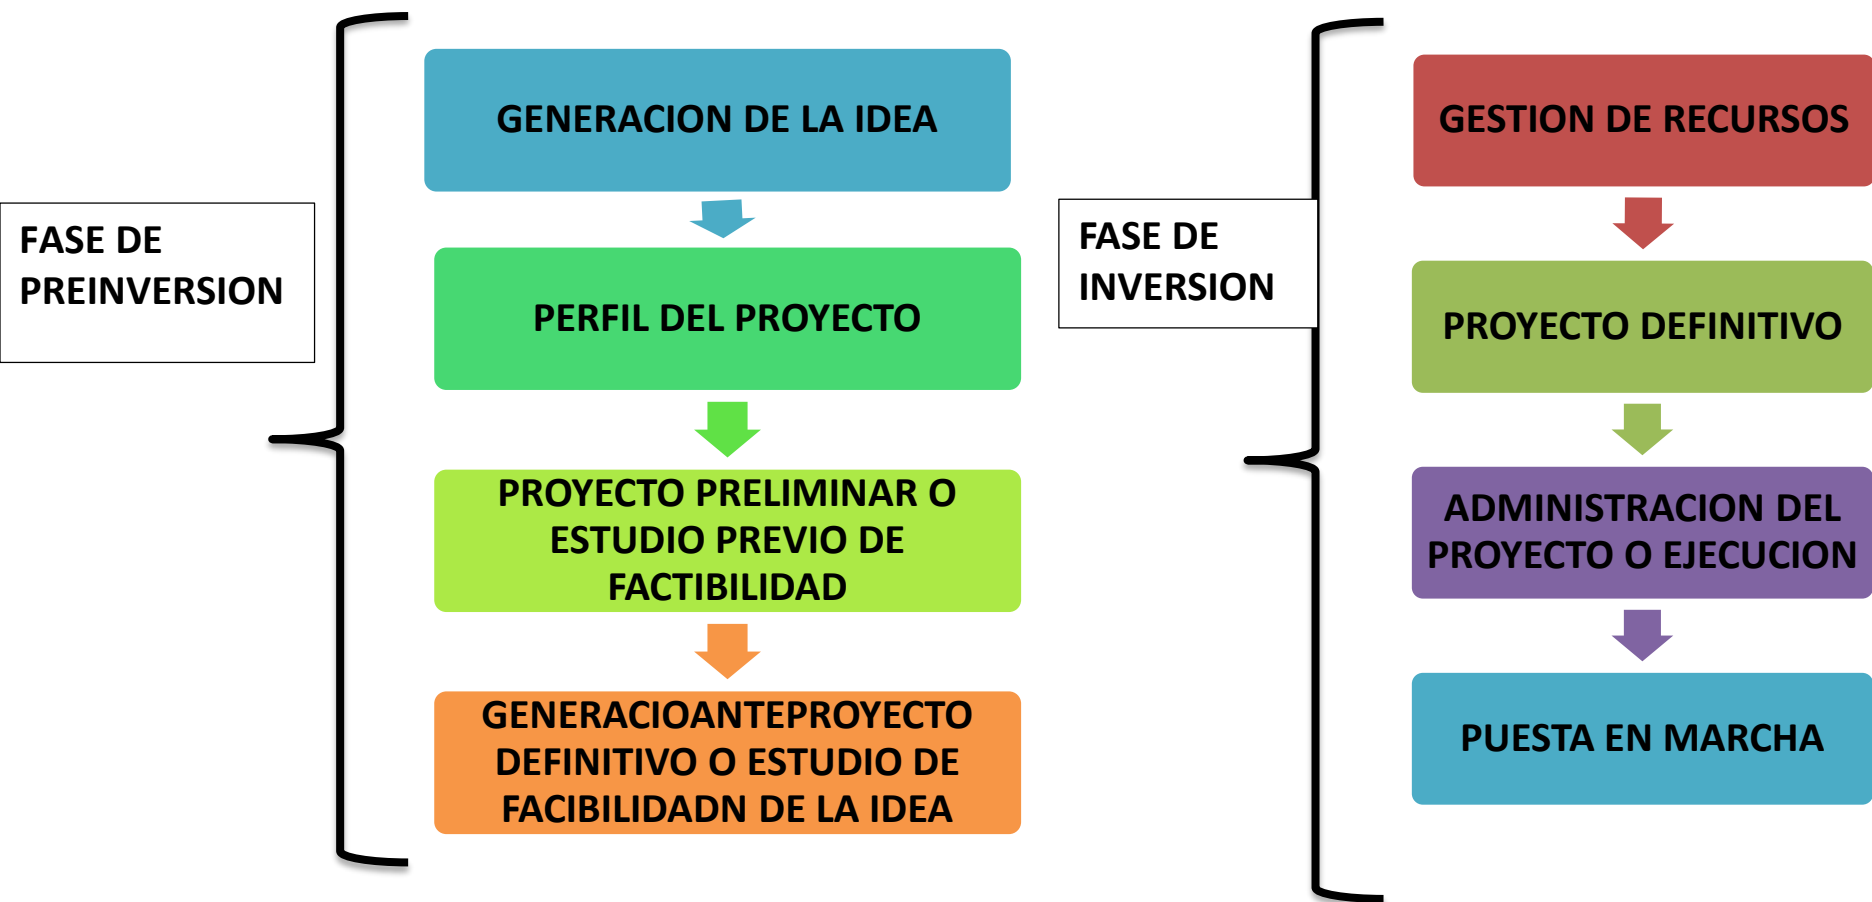 FASE DE
PREINVERSION
GENERACION DE LA IDEA
PERFIL DEL PROYECTO
PROYECTO PRELIMINAR O
ESTUDIO PREVIO DE
FACTIBILIDAD
GENERACIOANTEPROYECTO
DEFINITIVO O ESTUDIO DE
FACIBILIDADN DE LA IDEA
FASE DE
INVERSION
GESTION DE RECURSOS
PROYECTO DEFINITIVO
ADMINISTRACION DEL
PROYECTO O EJECUCION
PUESTA EN MARCHA